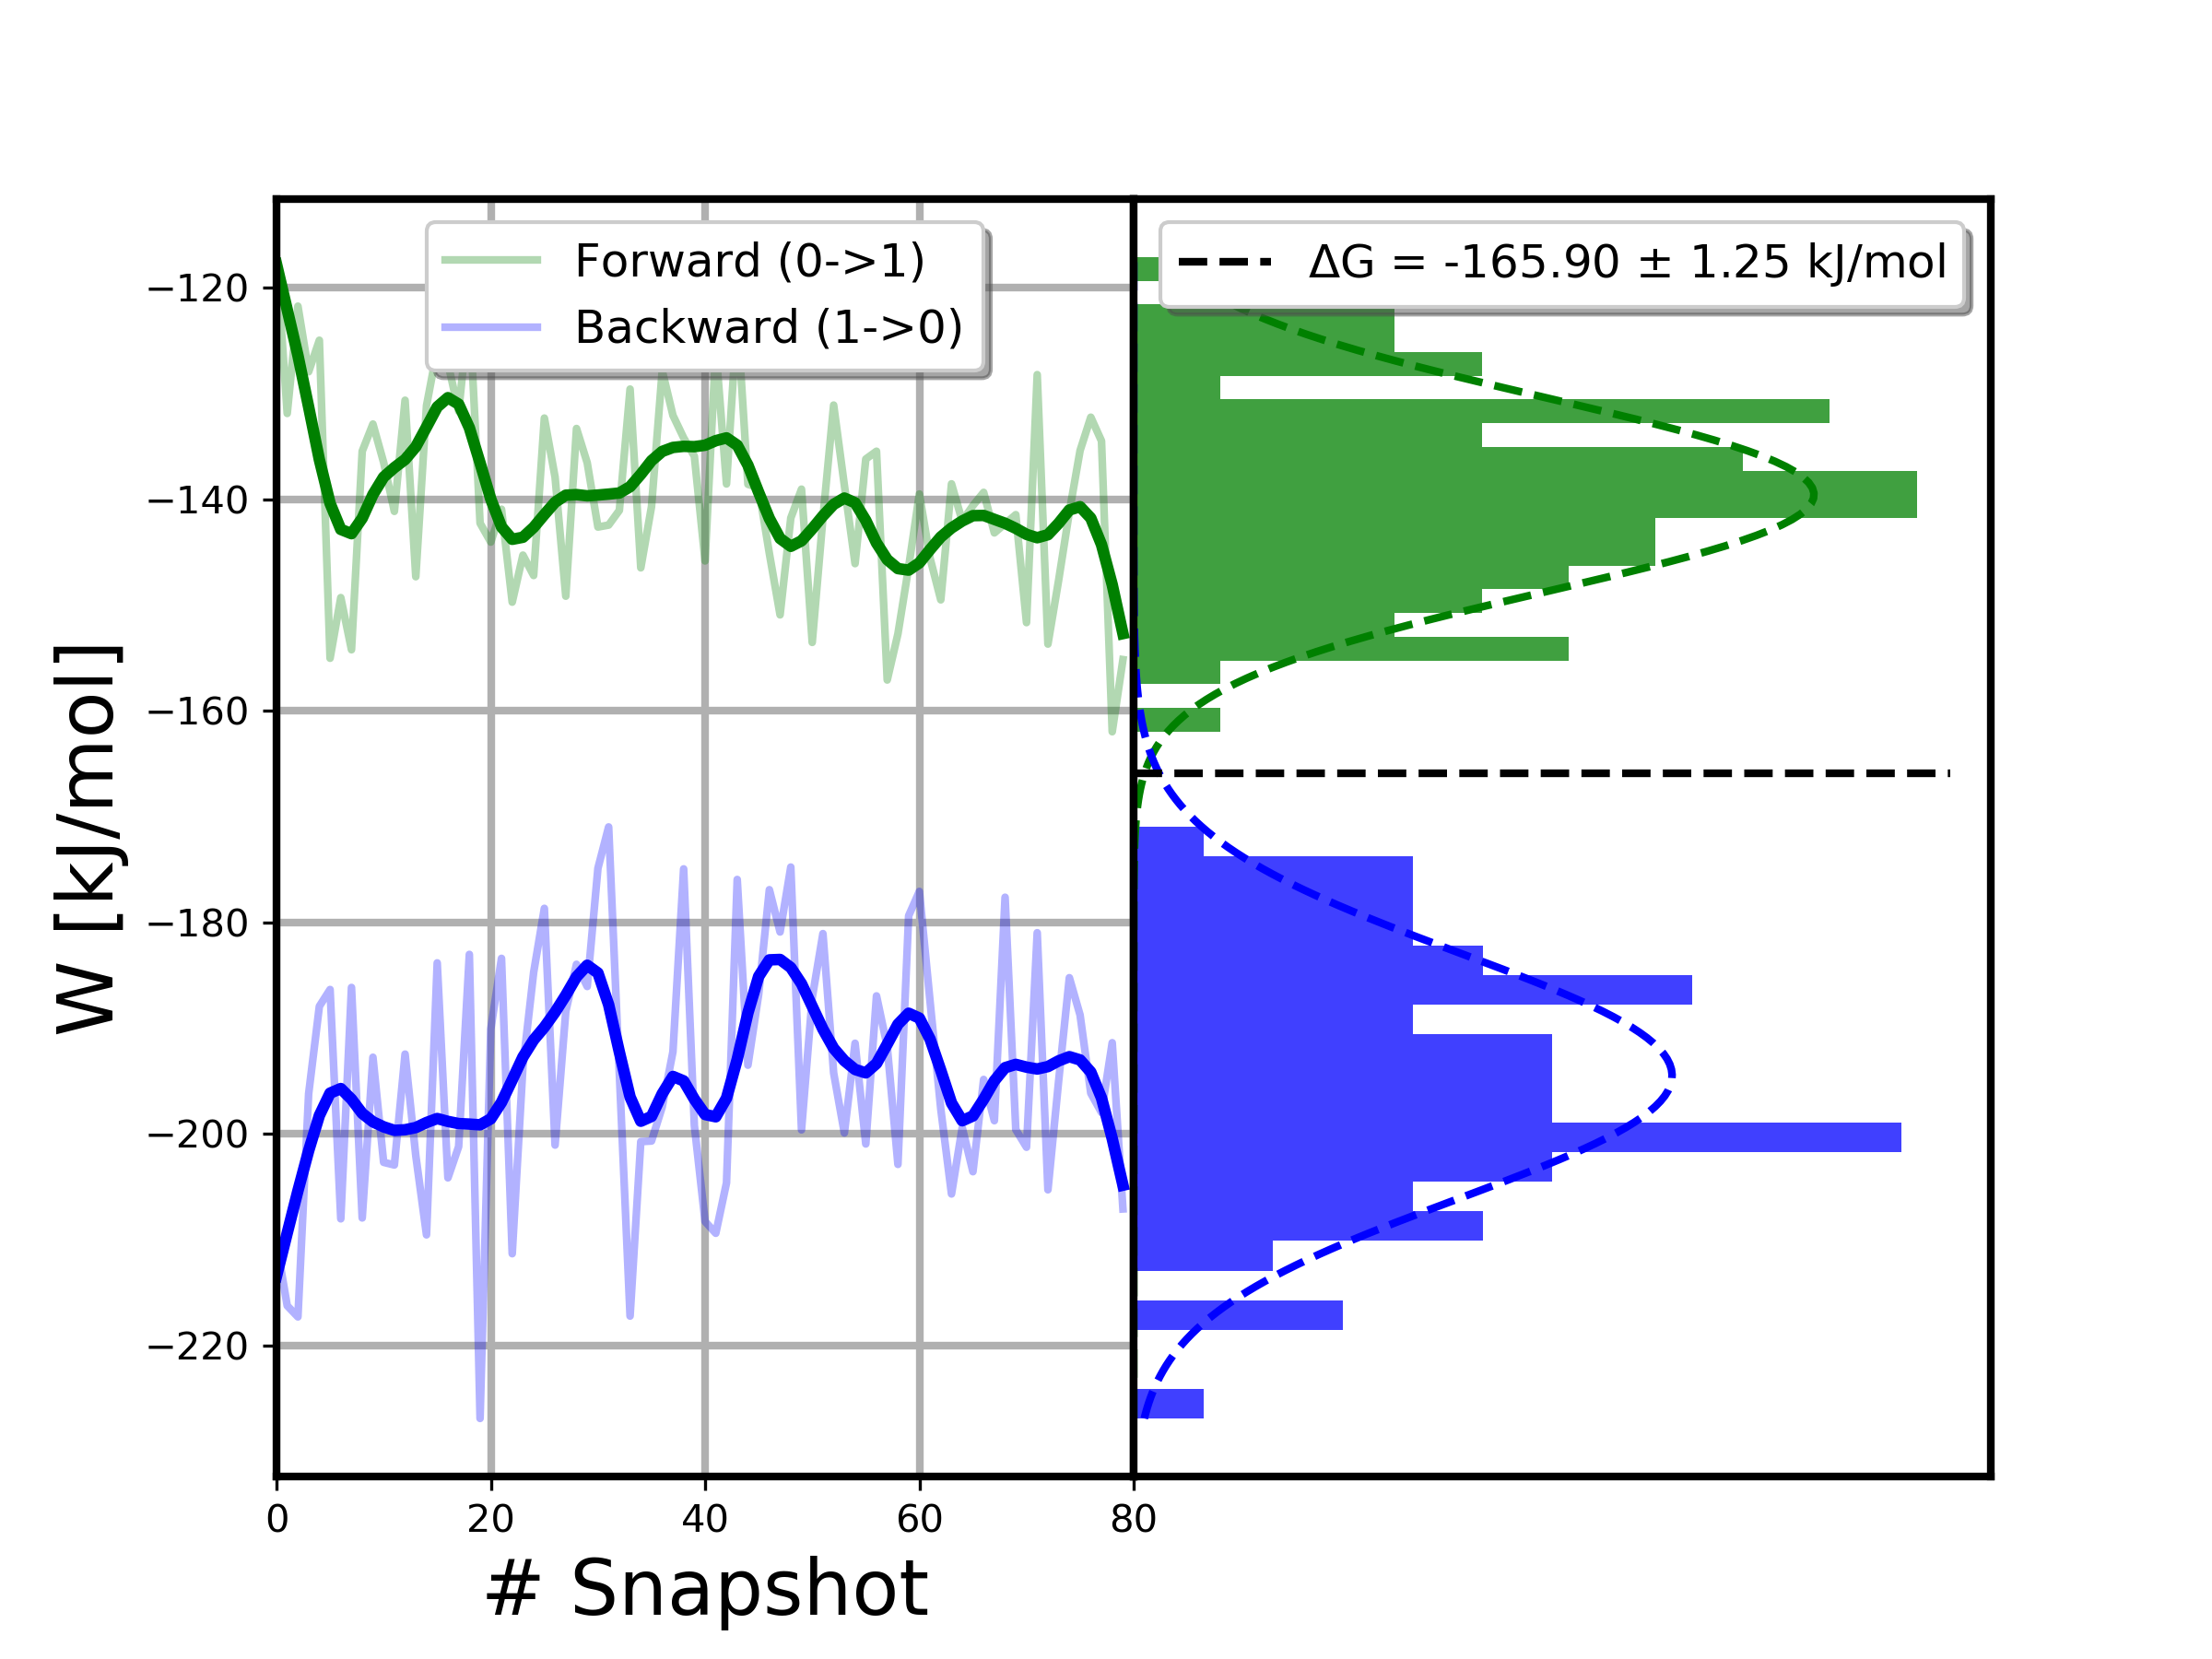 Forward (0->1)
Backward (1->0)
ΔG = -165.90 ± 1.25 kJ/mol
W [kJ/mol]
−120
−140
−160
−180
−200
−220
0 20 40 60 80
# Snapshot